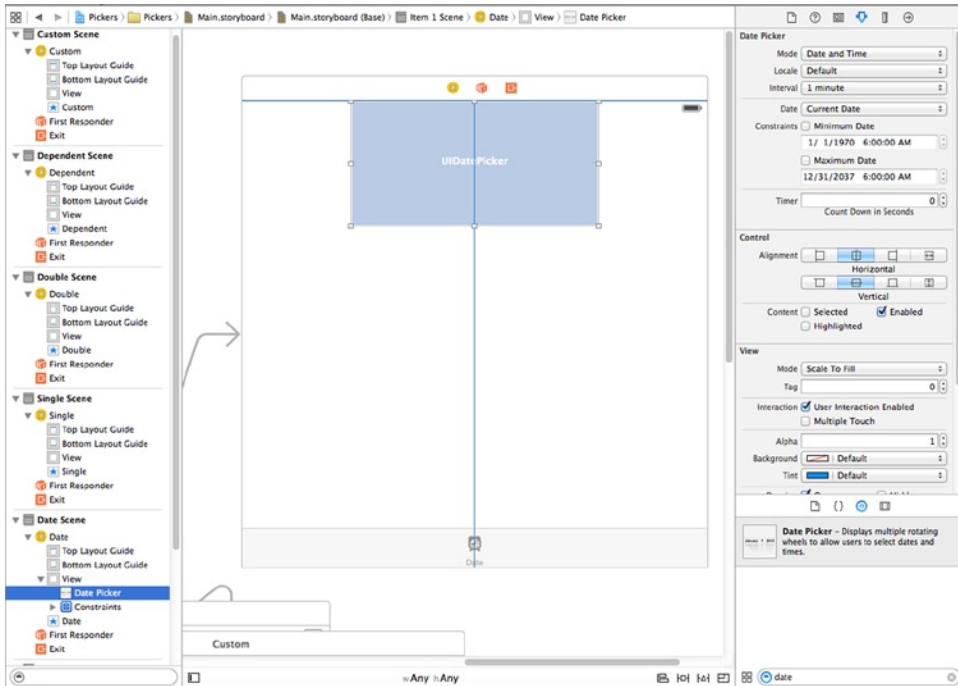 Pickers Pickers Main.storyboard Main.storyboard (Base) Item 1 Scene Date View Date Picker
Custom Scene
Custom
Top Layout Guide
Bottom Layout Guide
View
Custom
First Responder
Exit
Dependent Scene
Dependent
Top Layout Guide
Bottom Layout Guide
View
Dependent
First Responder
Exit
Double Scene
Double
Top Layout Guide
Bottom Layout Guide
View
Double
First Responder
Exit
Single Scene
Single
Top Layout Guide
Bottom Layout Guide
View
Single
First Responder
Exit
Date Scene
Date
Top Layout Guide
Bottom Layout Guide
View
Date Picker
Constraints
Date
First Responder
Exit
UIDatePicker
Date
Custom
wAny hAny
Date Picker
Mode Date and Time
Locale Default
Interval 1 minute
Date Current Date
Constraints Minimum Date
1/ 1/1970 6:00:00 AM
Maximum Date
12/31/2037 6:00:00 AM
Timer 0
Count Down in Seconds
Control
Alignment
Horizontal
Vertical
Content Selected Enabled
Highlighted
View
Mode Scale To Fill
Tag 0
Interaction User Interaction Enabled
Multiple Touch
Alpha 1
Background Default
Tint Default
Date Picker - Displays multiple rotating
wheels to allow users to select dates and
times.
date